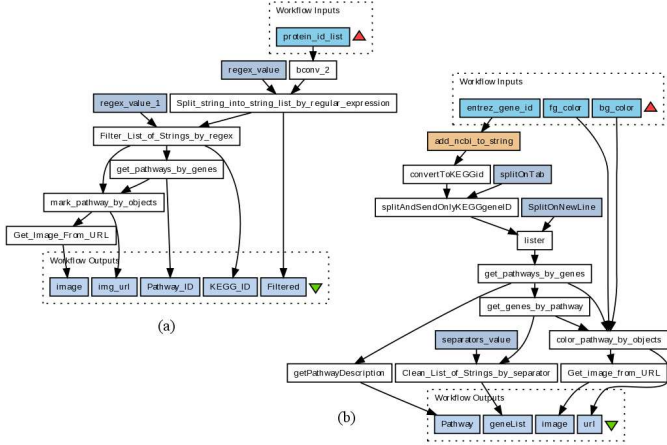 Workflow Inputs
protein_id_list
regex_value
bconv_2
regex_value_1
Split_string_into_string_list_by_regular_expression
Filter_List_of_Strings_by_regex
get_pathways_by_genes
mark_pathway_by_objects
Get_Image_From_URL
Workflow Outputs
image
img_url
Pathway_ID
KEGG_ID
Filtered
(a)
Workflow Inputs
entrez_gene_id
fg_color
bg_color
add_ncbi_to_string
convertToKEGGid
splitOnTab
splitAndSendOnlyKEGGgeneID
SplitOnNewLine
lister
get_pathways_by_genes
get_genes_by_pathway
separators_value
color_pathway_by_objects
getPathwayDescription
Clean_List_of_Strings_by_separator
Get_image_from_URL
Workflow Outputs
Pathway
geneList
image
url
(b)